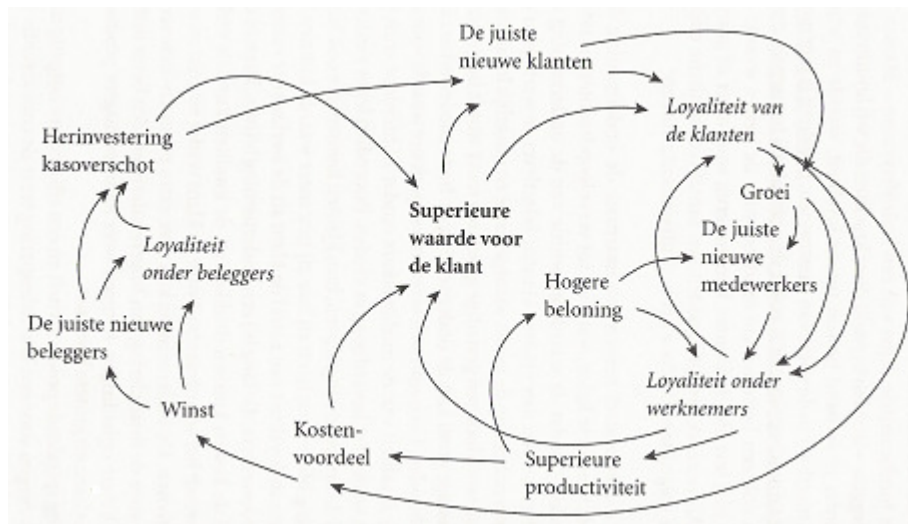 De juiste
nieuwe klanten
Loyaliteit van
de klanten
Herinvestering
kasoverschot
Groei
Superieure
waarde voor
de klant
De juiste
nieuwe
medewerkers
Loyaliteit
onder beleggers
Hogere
beloning
De juiste nieuwe
beleggers
Loyaliteit onder
werknemers
Winst
Kosten-
voordeel
Superieure
productiviteit